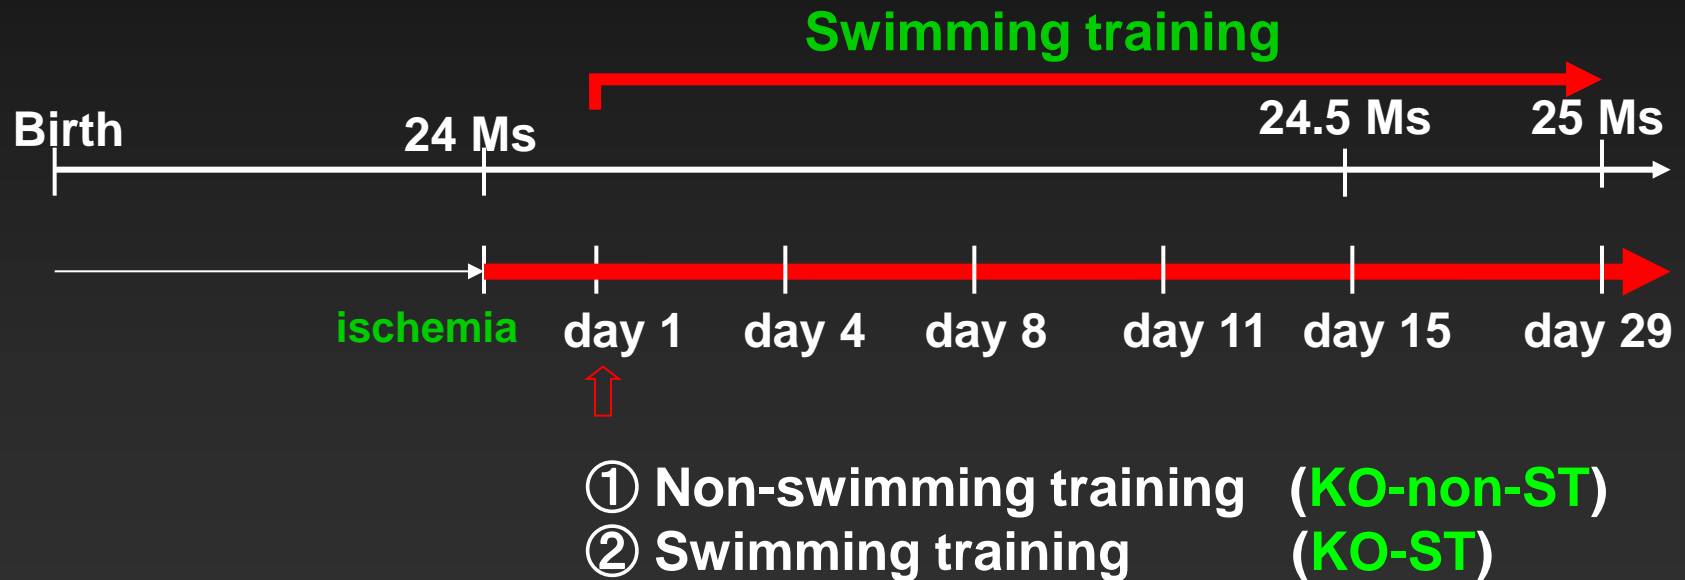 Swimming training
Birth 24 Ms 24.5 Ms 25 Ms
ischemia day 1 day 4 day 8 day 11 day 15 day 29
① Non-swimming training (KO-non-ST)
② Swimming training (KO-ST)